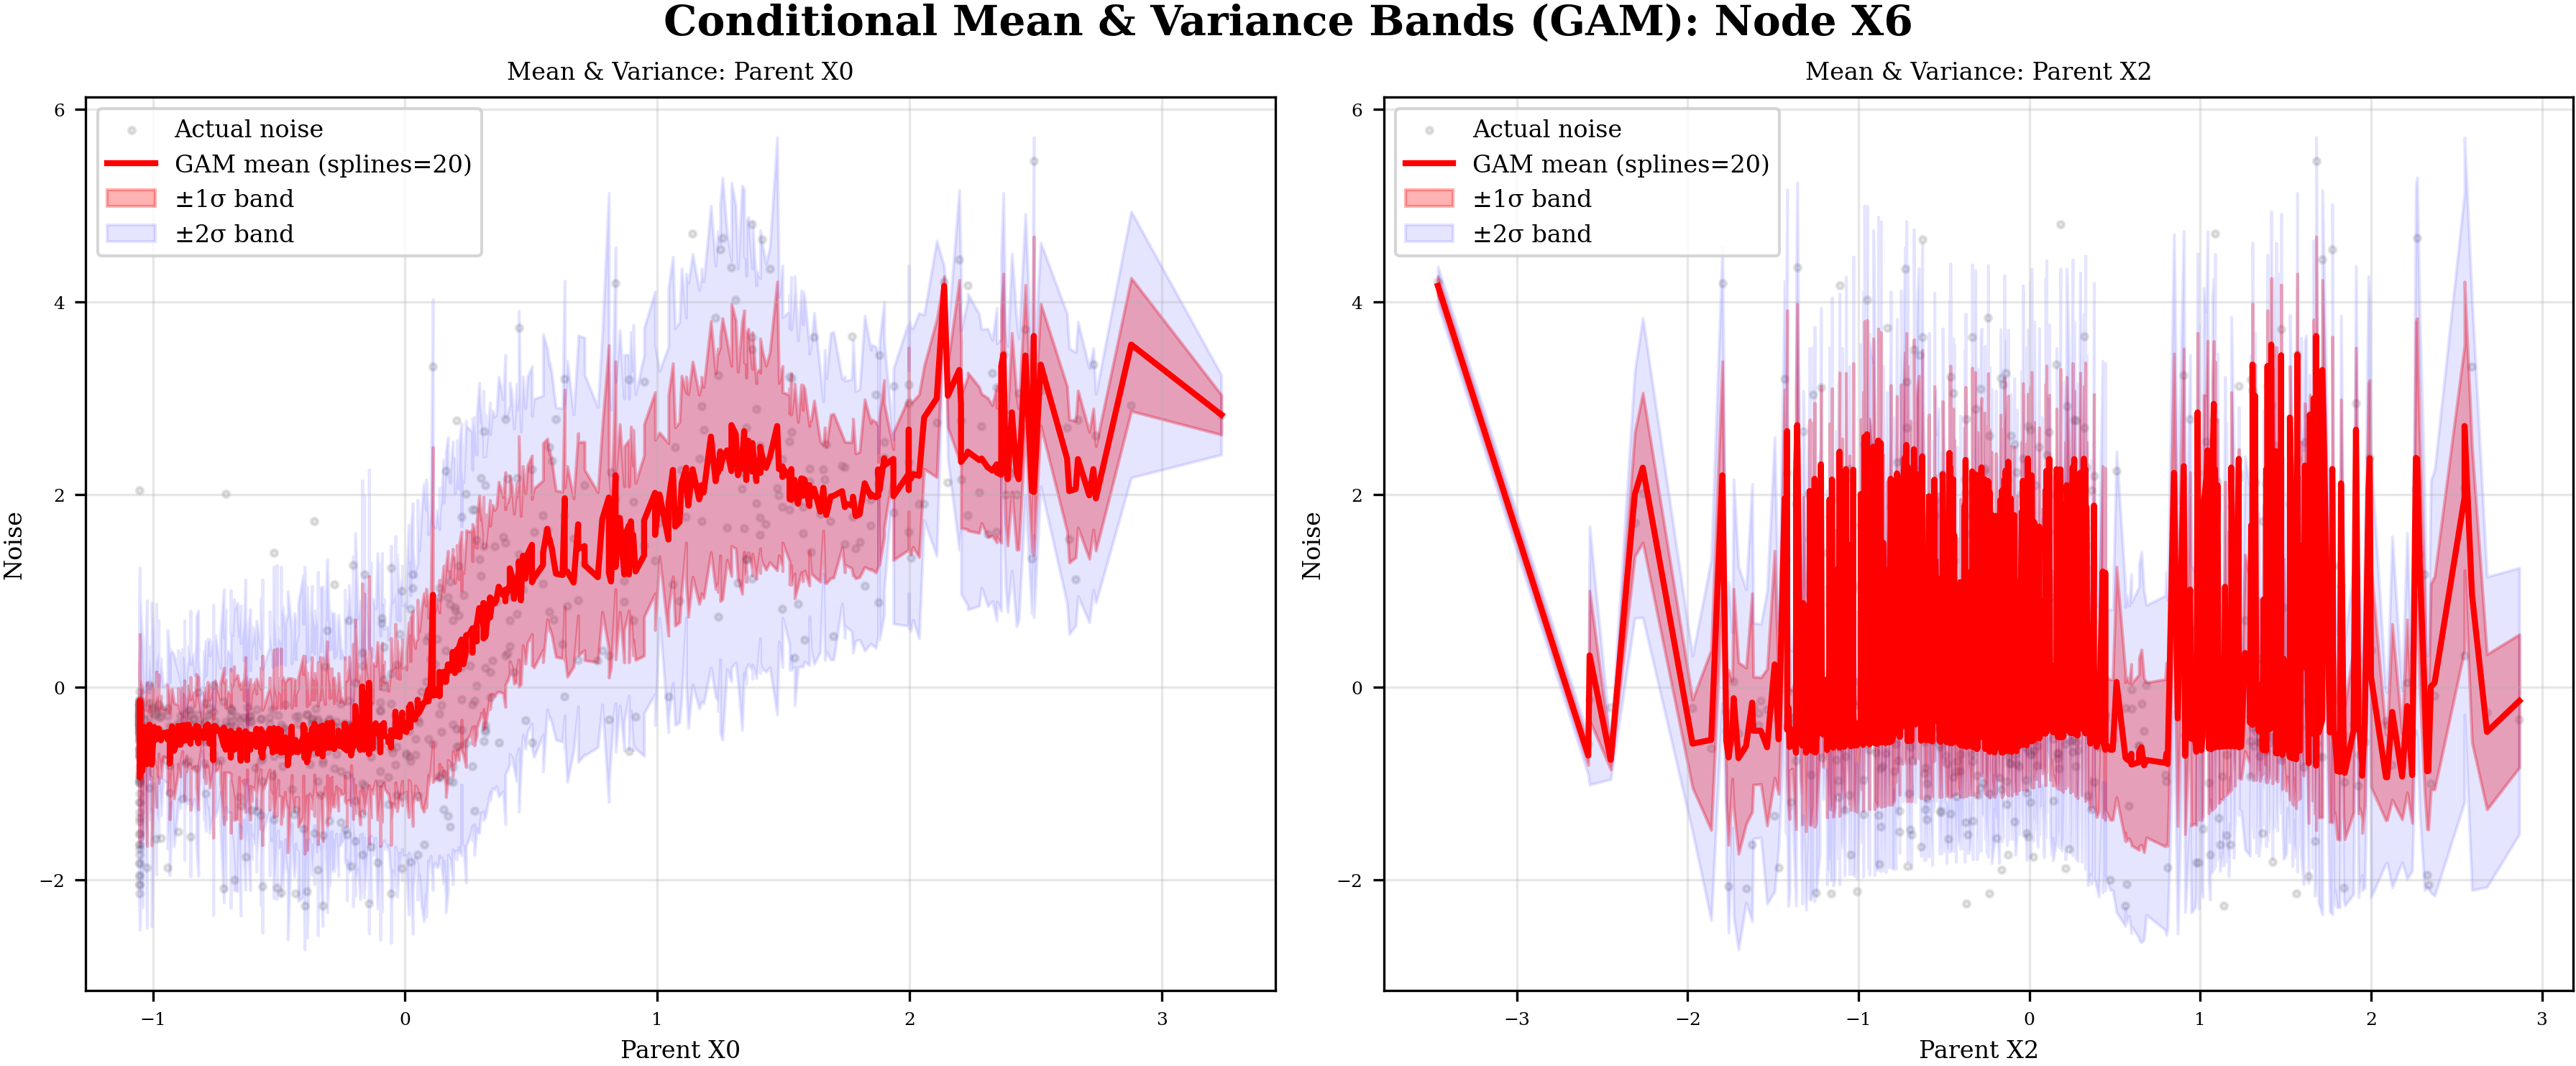 Conditional Mean & Variance Bands (GAM): Node X6
Mean & Variance: Parent X0
Actual noise
GAM mean (splines=20)
±1σ band
±2σ band
6
4
2
0
−2
Noise
−1
0
1
2
3
Parent X0
Mean & Variance: Parent X2
Actual noise
GAM mean (splines=20)
±1σ band
±2σ band
6
4
2
0
−2
Noise
−3
−2
−1
0
1
2
3
Parent X2